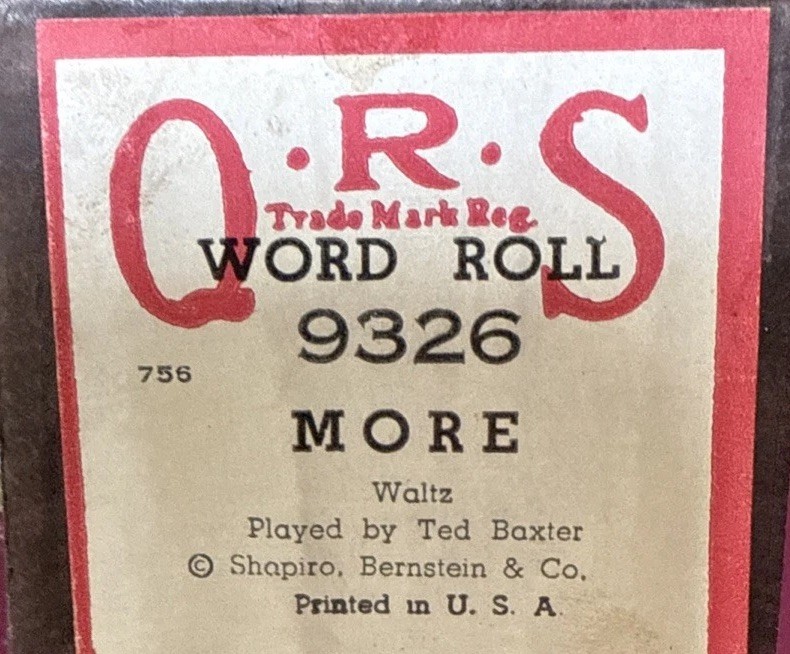 Q·R·S
Trade Mark Reg.
WORD ROLL
9326
756
MORE
Waltz
Played by Ted Baxter
© Shapiro, Bernstein & Co.
Printed in U. S. A.